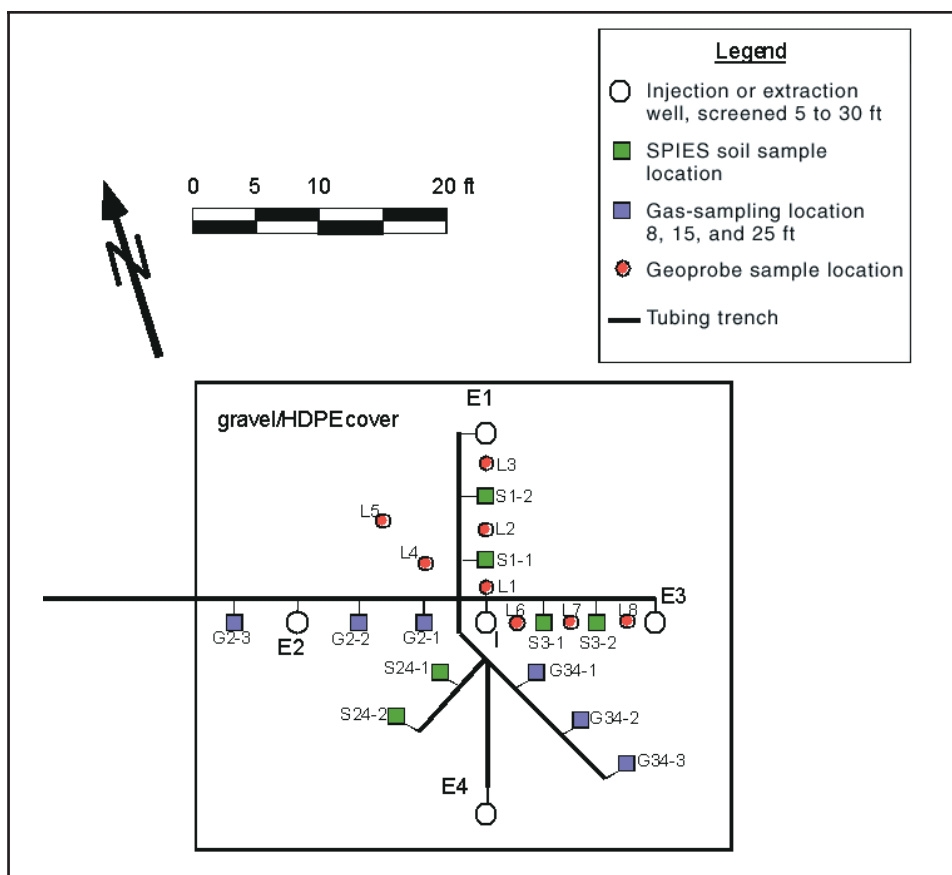 Legend
Injection or extraction
well, screened 5 to 30 ft
SPIES soil sample
location
Gas-sampling location
8, 15, and 25 ft
Geoprobe sample location
Tubing trench
0 5 10 20 ft
N
E1
gravel/HDPE cover
L3
S1-2
L5
L2
L4
S1-1
L1
E3
L6 L7 L8
G2-3 E2 G2-2 G2-1 I S3-1 S3-2
S24-1 G34-1
S24-2 G34-2
G34-3
E4